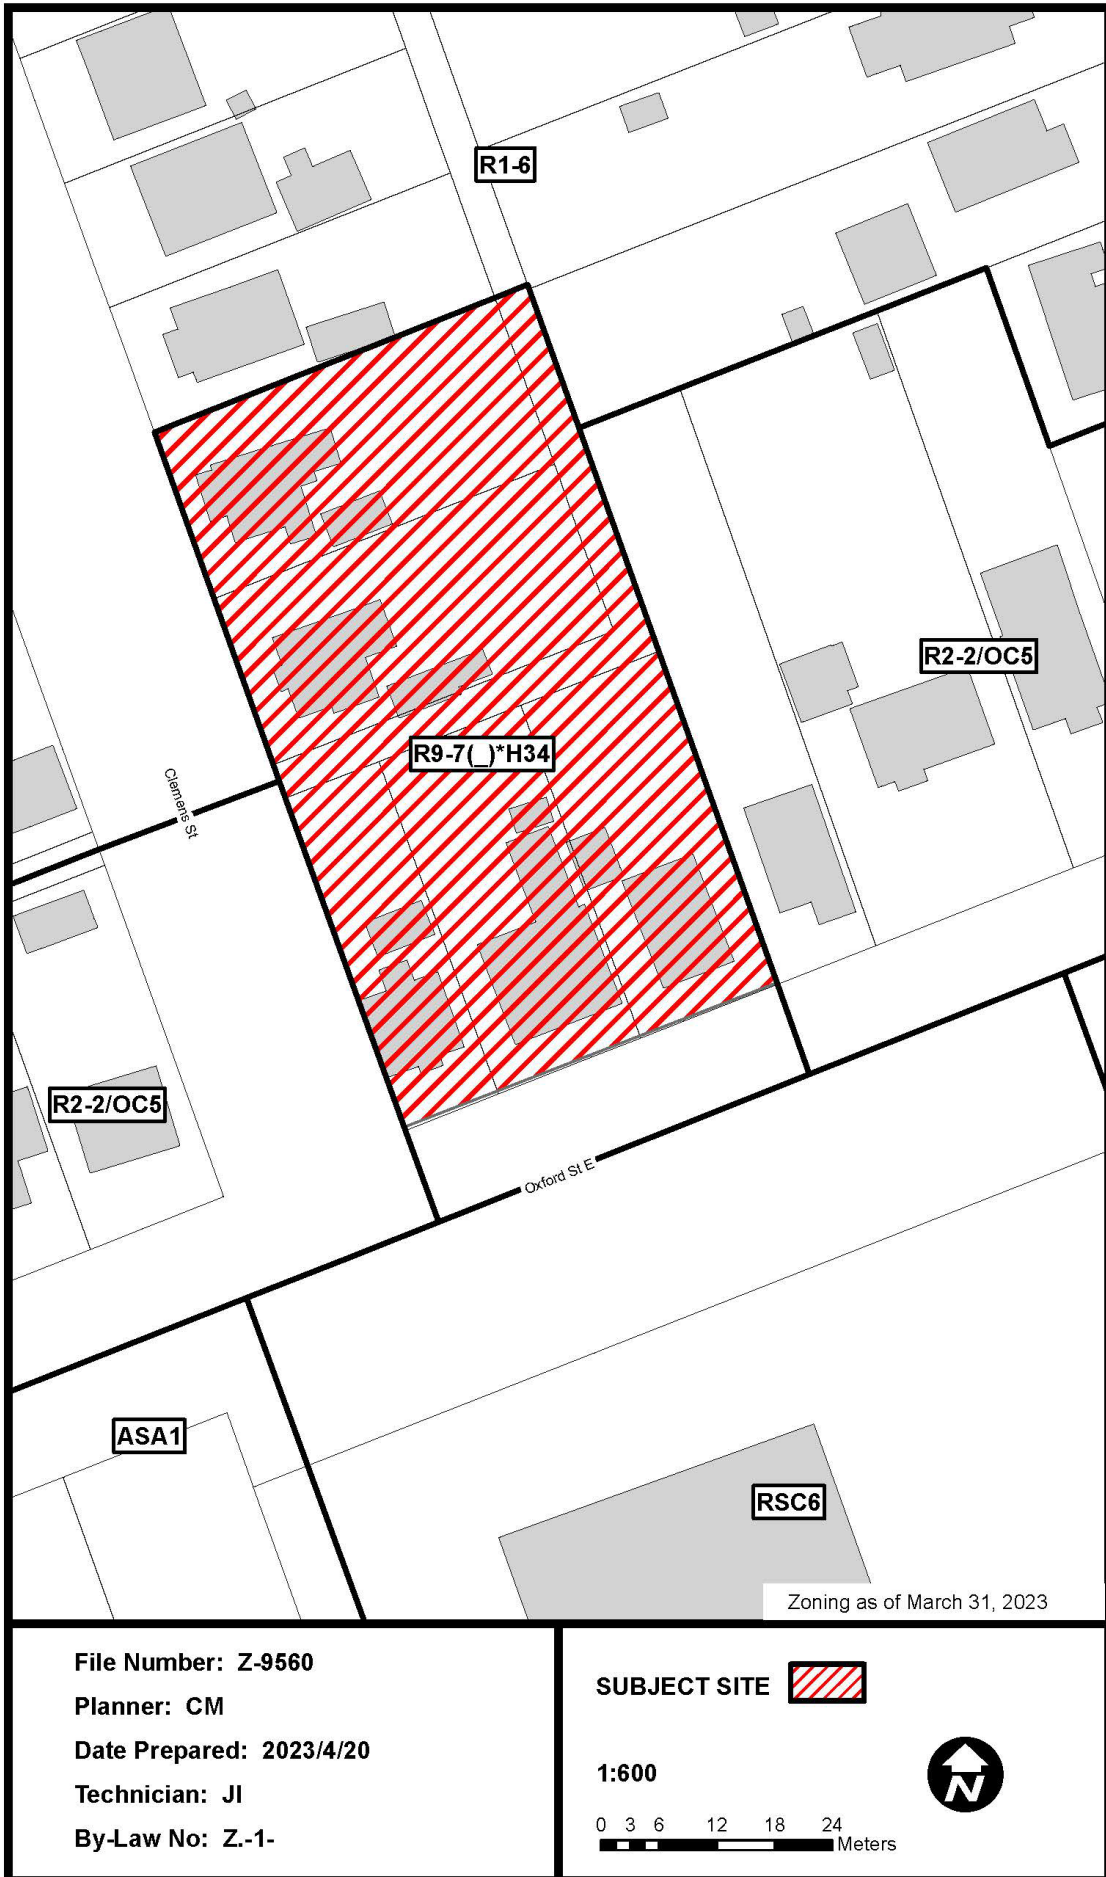 R1-6
R2-2/OC5
R9-7(_)*H34
Clemens St
R2-2/OC5
Oxford St E
ASA1
RSC6
Zoning as of March 31, 2023
File Number: Z-9560
Planner: CM
Date Prepared: 2023/4/20
Technician: JI
By-Law No: Z.-1-
SUBJECT SITE
1:600
0 3 6 12 18 24
Meters
N